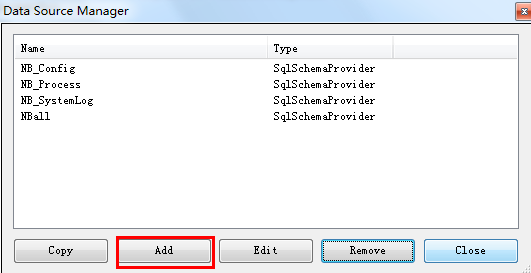 Data Source Manager
Name Type
NB_Config SqlSchemaProvider
NB_Process SqlSchemaProvider
NB_SystemLog SqlSchemaProvider
NBall SqlSchemaProvider
Copy Add Edit Remove Close